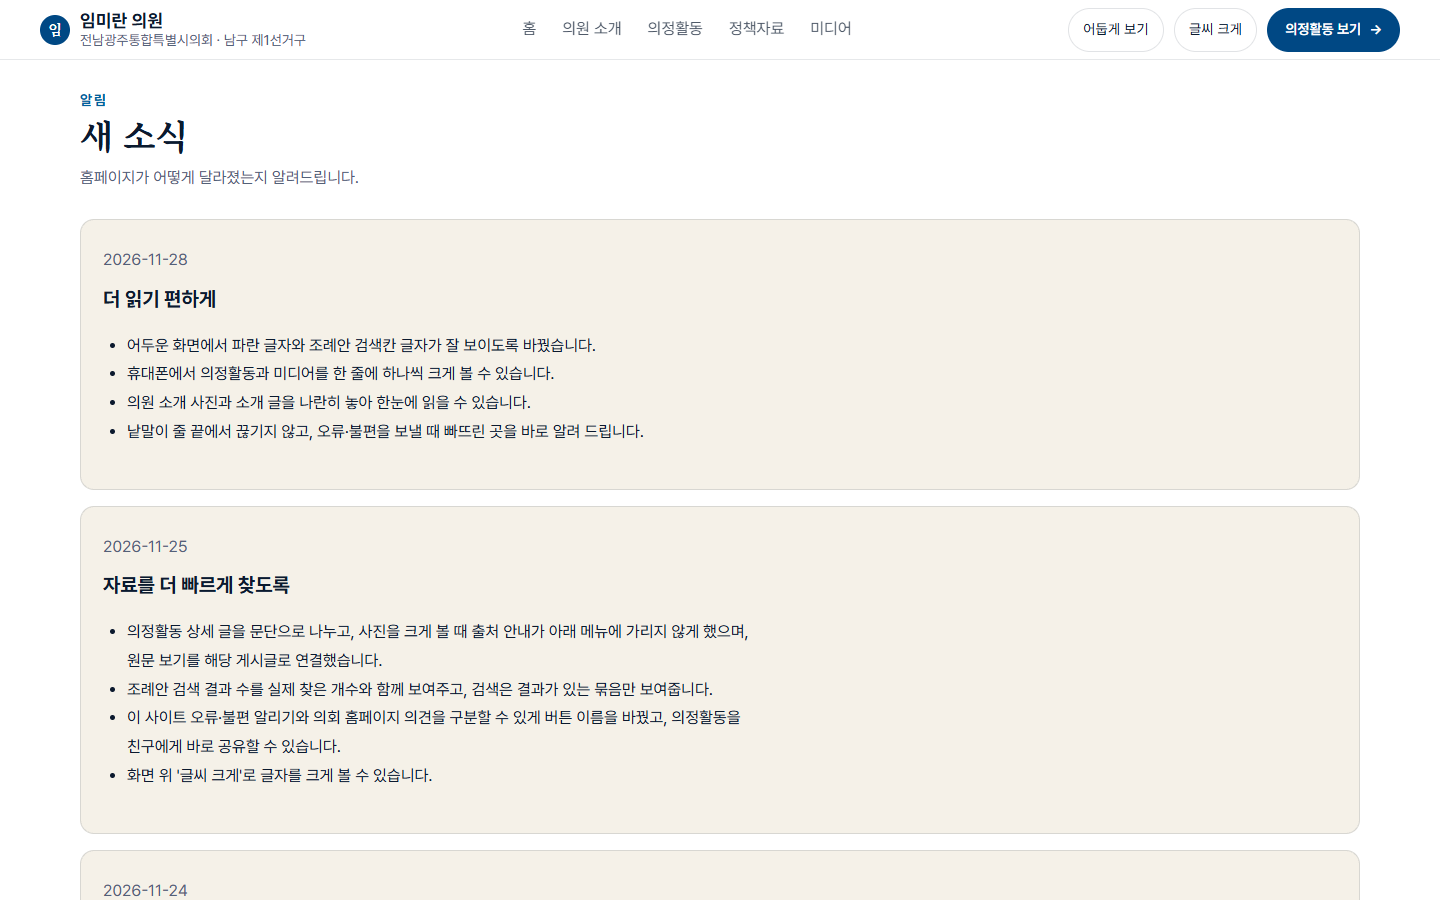 임
임미란 의원
전남광주통합특별시의회 · 남구 제1선거구
홈
의원 소개
의정활동
정책자료
미디어
어둡게 보기
글씨 크게
의정활동 보기 →
알림
새 소식
홈페이지가 어떻게 달라졌는지 알려드립니다.
2026-11-28
더 읽기 편하게
• 어두운 화면에서 파란 글자와 조례안 검색칸 글자가 잘 보이도록 바꿨습니다.
• 휴대폰에서 의정활동과 미디어를 한 줄에 하나씩 크게 볼 수 있습니다.
• 의원 소개 사진과 소개 글을 나란히 놓아 한눈에 읽을 수 있습니다.
• 낱말이 줄 끝에서 끊기지 않고, 오류·불편을 보낼 때 빠뜨린 곳을 바로 알려 드립니다.
2026-11-25
자료를 더 빠르게 찾도록
• 의정활동 상세 글을 문단으로 나누고, 사진을 크게 볼 때 출처 안내가 아래 메뉴에 가리지 않게 했으며,
원문 보기를 해당 게시글로 연결했습니다.
• 조례안 검색 결과 수를 실제 찾은 개수와 함께 보여주고, 검색은 결과가 있는 묶음만 보여줍니다.
• 이 사이트 오류·불편 알리기와 의회 홈페이지 의견을 구분할 수 있게 버튼 이름을 바꿨고, 의정활동을
친구에게 바로 공유할 수 있습니다.
• 화면 위 '글씨 크게'로 글자를 크게 볼 수 있습니다.
2026-11-24